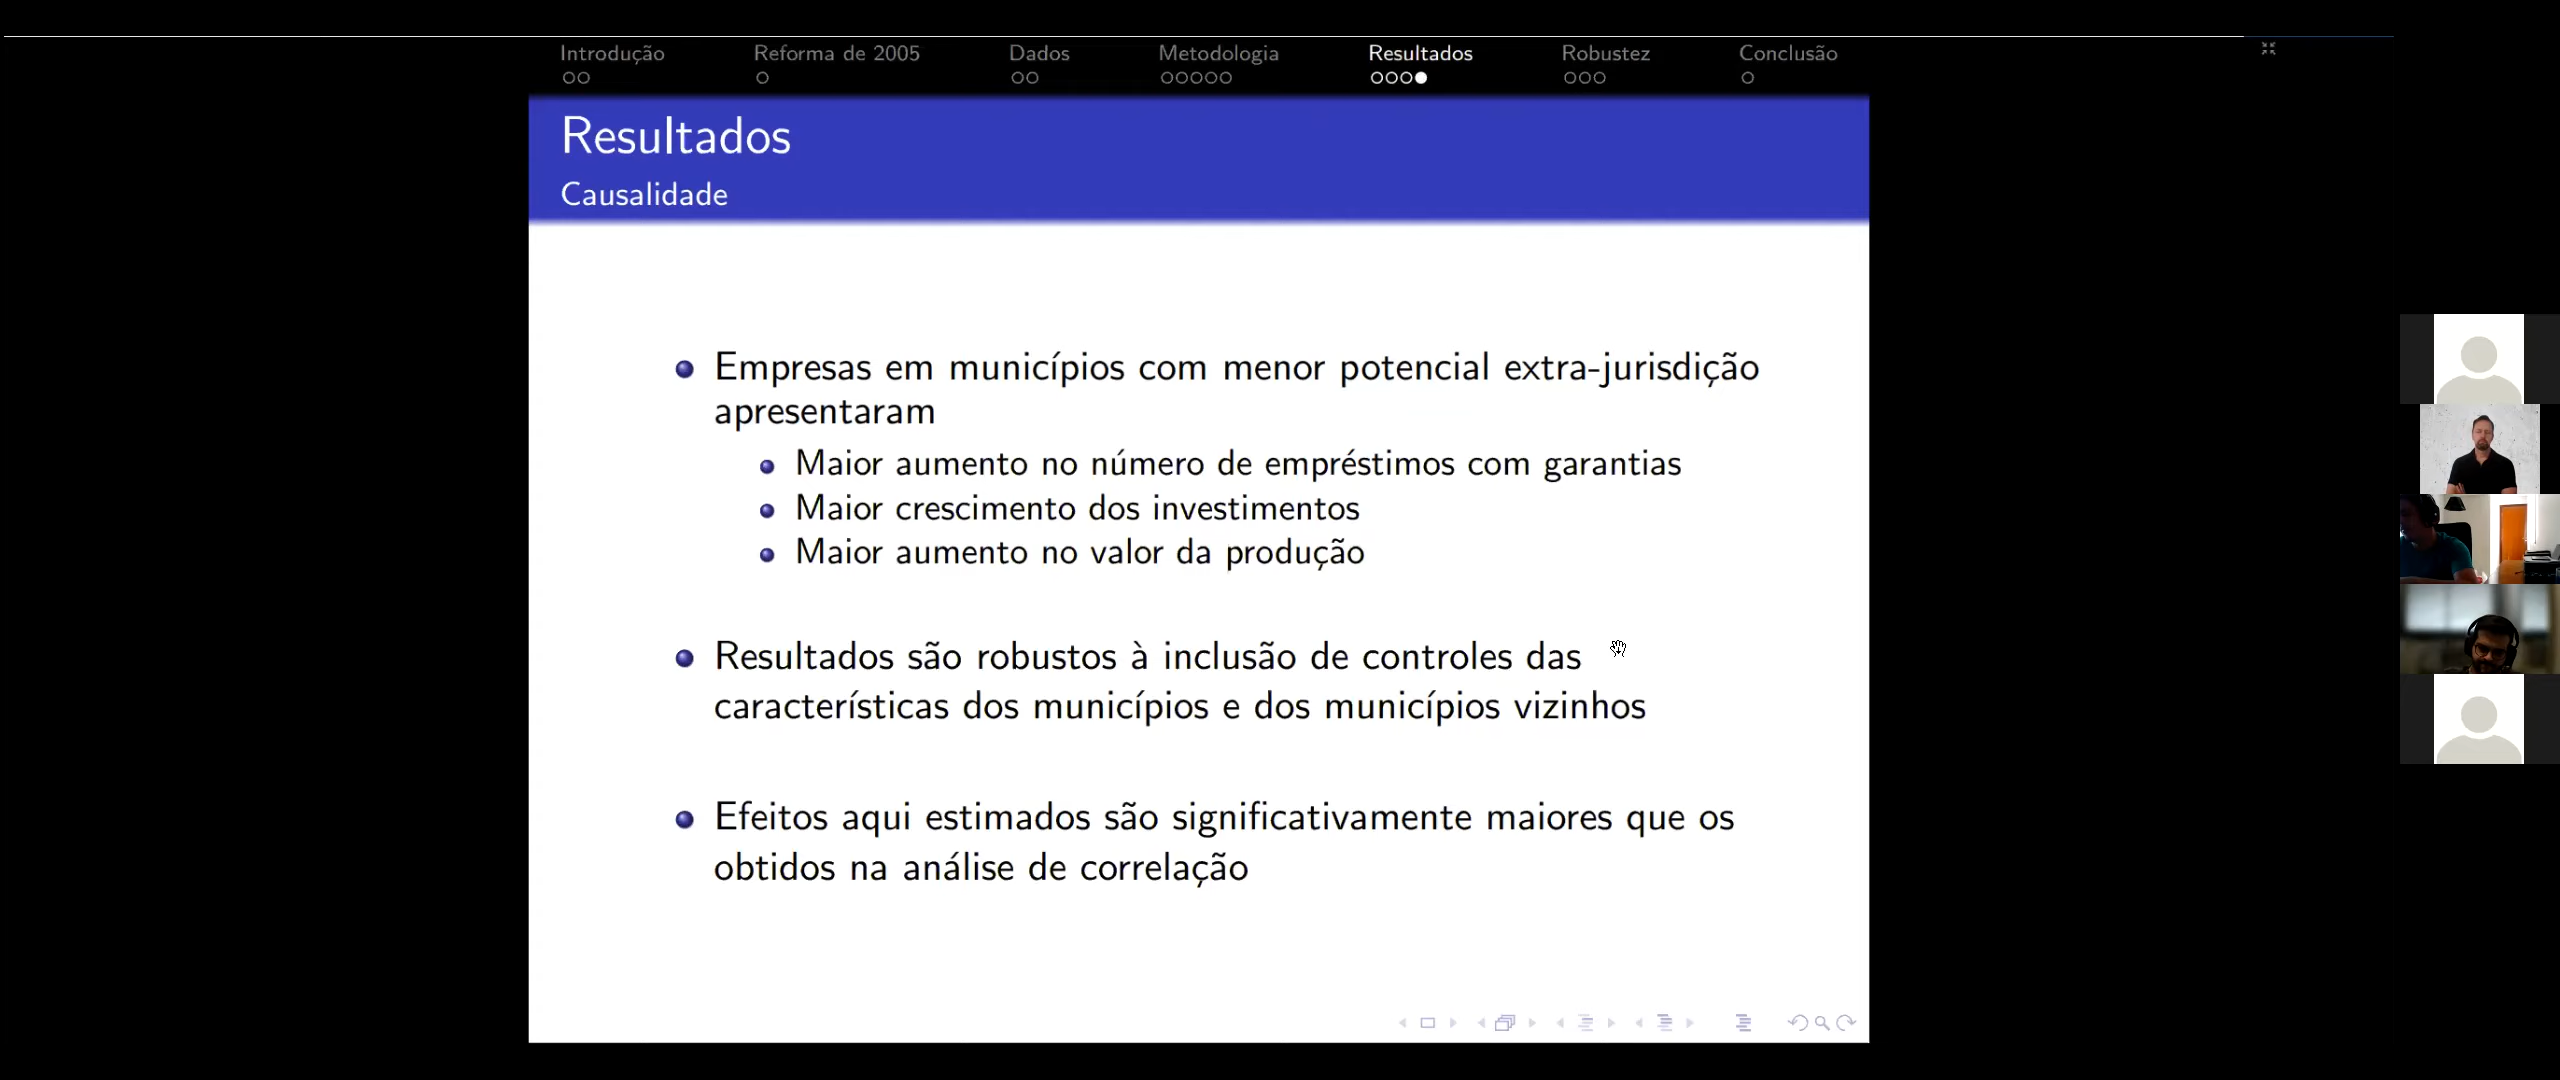 Introdução
Reforma de 2005
Dados
Metodologia
Resultados
Robustez
Conclusão
Resultados
Causalidade
Empresas em municípios com menor potencial extra-jurisdição
apresentaram
Maior aumento no número de empréstimos com garantias
Maior crescimento dos investimentos
Maior aumento no valor da produção
Resultados são robustos à inclusão de controles das
características dos municípios e dos municípios vizinhos
Efeitos aqui estimados são significativamente maiores que os
obtidos na análise de correlação